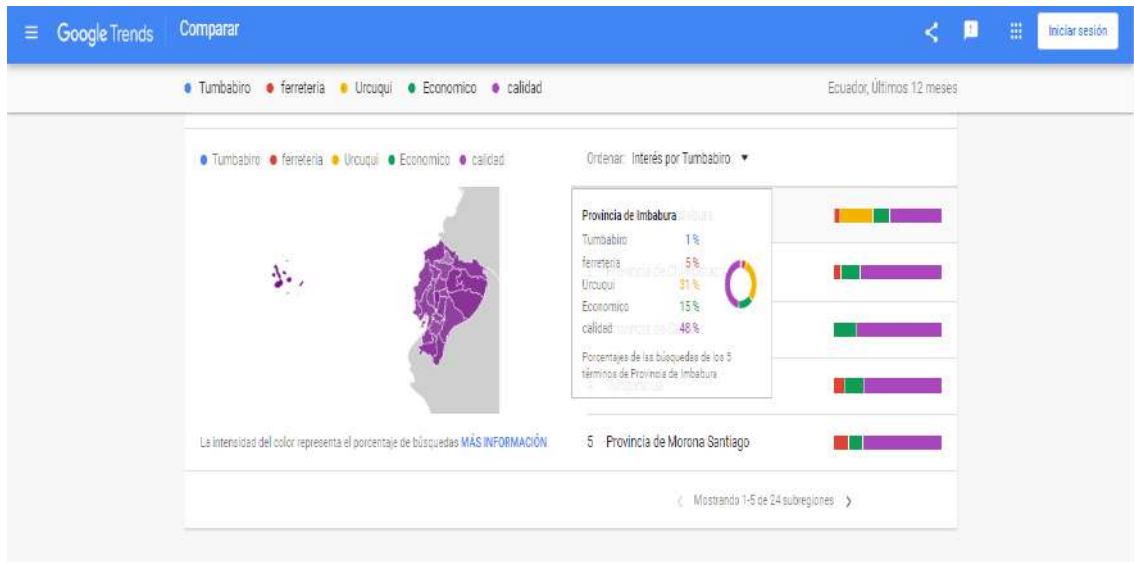 Google Trends Comparar Iniciar sesión
Tumbabiro ferreteria Urcuqui Economico calidad Ecuador, Últimos 12 meses
Tumbabiro ferreteria Urcuqui Economico calidad
Ordenar: Interés por Tumbabiro
Provincia de Imbabura
Tumbabiro 1 %
ferreteria 5 %
Urcuqui 31 %
Economico 15 %
calidad 48 %
Porcentajes de las búsquedas de los 5
términos de Provincia de Imbabura
La intensidad del color representa el porcentaje de búsquedas MÁS INFORMACIÓN
5 Provincia de Morona Santiago
Mostrando 1-5 de 24 subregiones